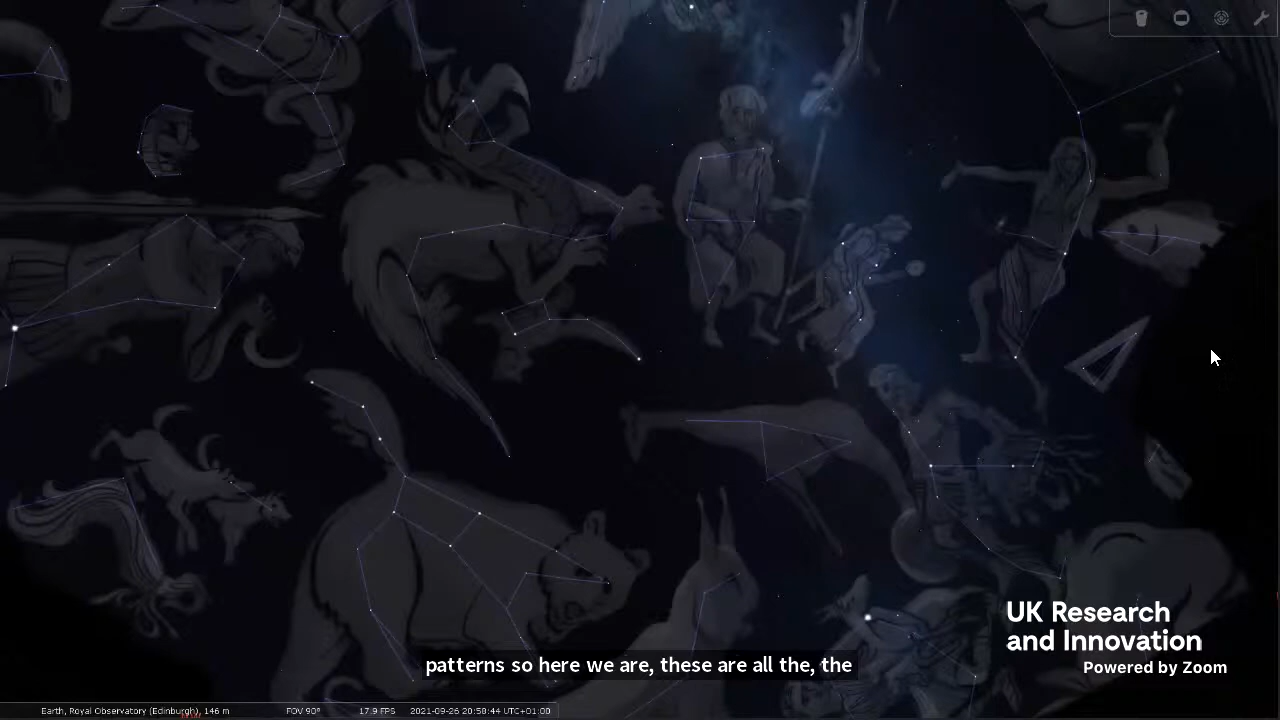 UK Research
and Innovation
Powered by Zoom
patterns so here we are, these are all the, the
Earth, Royal Observatory (Edinburgh), 146 m FOV 90° 17.9 FPS 2021-09-26 20:58:44 UTC+01:00